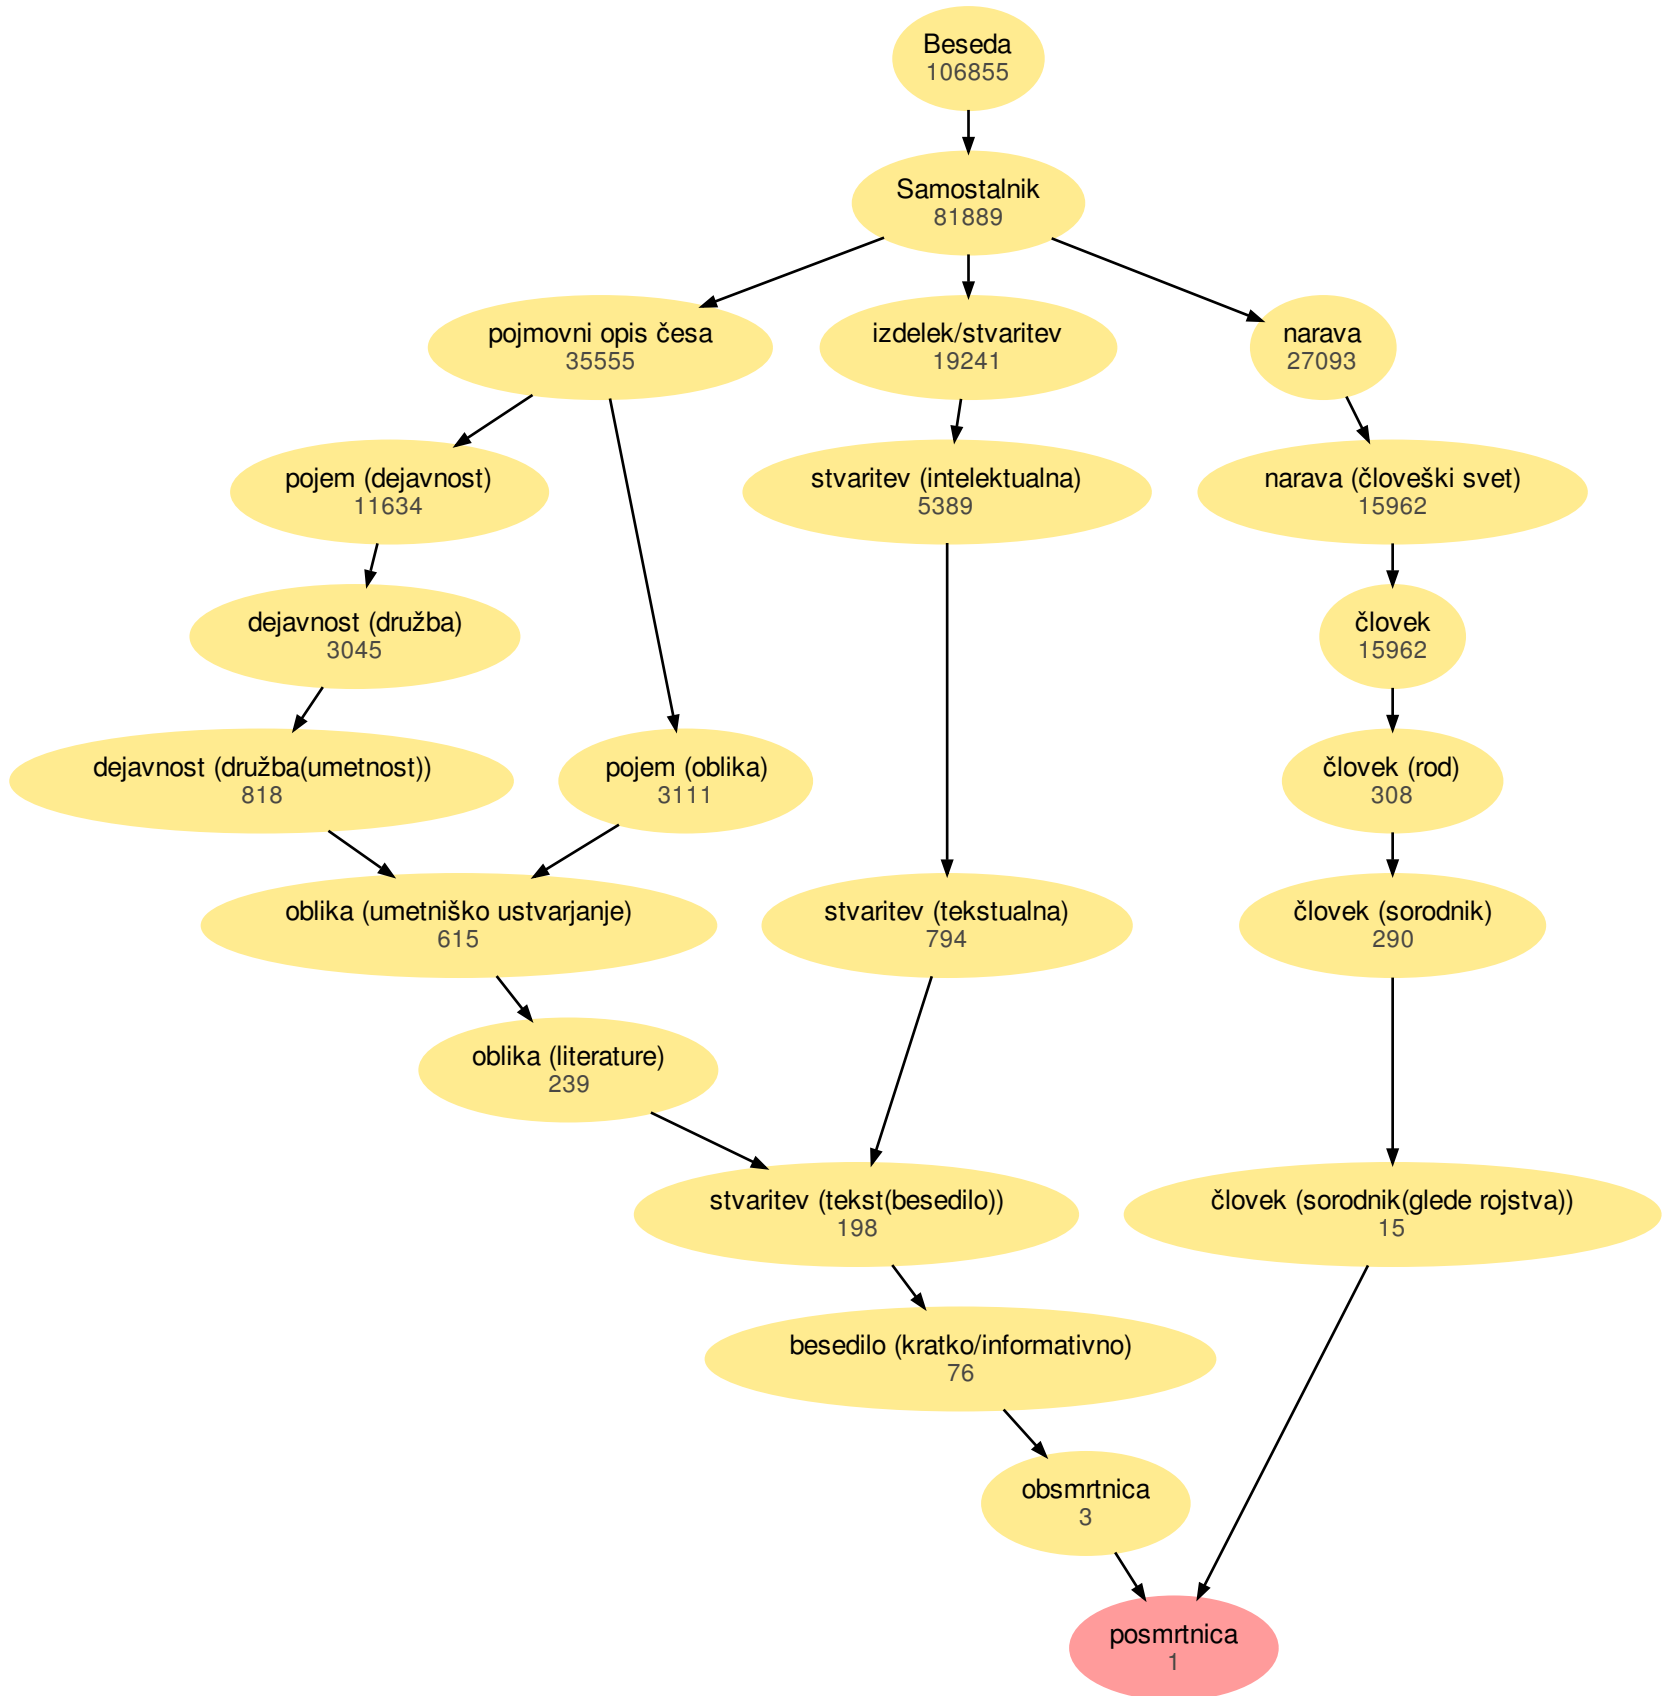 Beseda
106855
Samostalnik
81889
pojmovni opis česa
35555
izdelek/stvaritev
19241
narava
27093
pojem (dejavnost)
11634
stvaritev (intelektualna)
5389
narava (človeški svet)
15962
dejavnost (družba)
3045
človek
15962
dejavnost (družba(umetnost))
818
pojem (oblika)
3111
človek (rod)
308
oblika (umetniško ustvarjanje)
615
stvaritev (tekstualna)
794
človek (sorodnik)
290
oblika (literature)
239
stvaritev (tekst(besedilo))
198
človek (sorodnik(glede rojstva))
15
besedilo (kratko/informativno)
76
obsmrtnica
3
posmrtnica
1